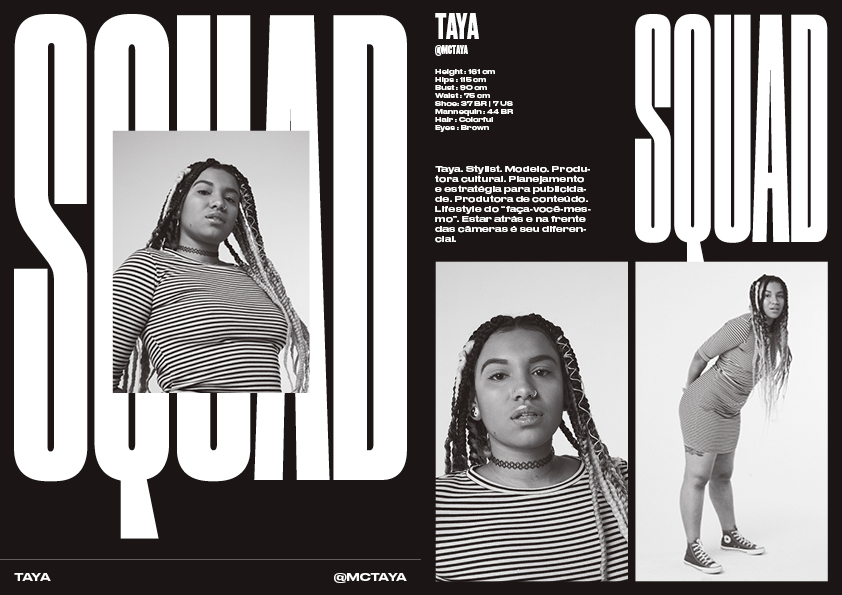 SQUAD
TAYA
@MCTAYA
TAYA
@MCTAYA
Height : 161 cm
Hips : 115 cm
Bust : 90 cm
Waist : 75 cm
Shoe: 37 BR | 7 US
Mannequin : 44 BR
Hair : Colorful
Eyes : Brown
Taya. Stylist. Modelo. Produ-
tora cultural. Planejamento
e estratégia para publicida-
de. Produtora de conteúdo.
Lifestyle do "faça-você-mes-
mo". Estar atrás e na frente
das câmeras é seu diferen-
cial.
SQUAD